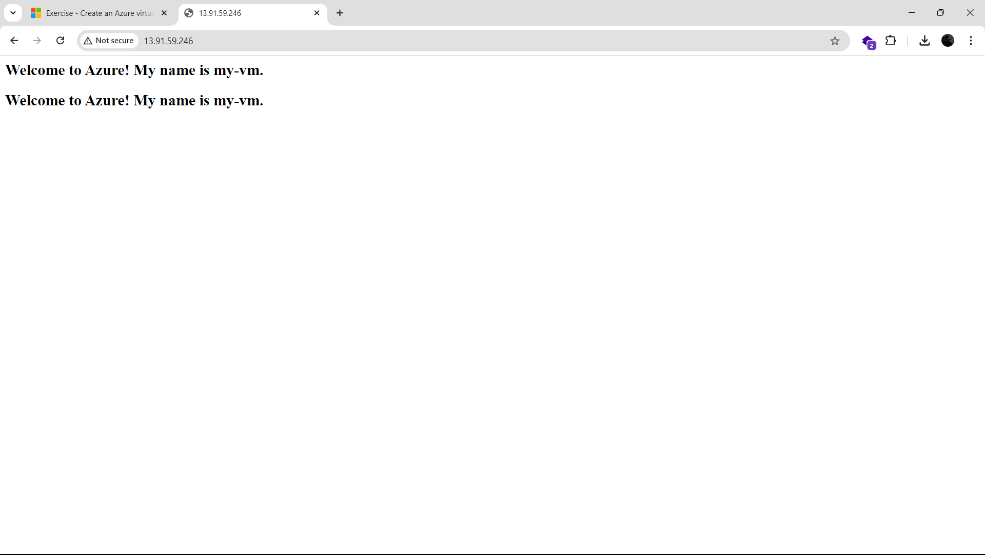 Exercise - Create an Azure virtu
13.91.59.246
Not secure
13.91.59.246
2
Welcome to Azure! My name is my-vm.
Welcome to Azure! My name is my-vm.